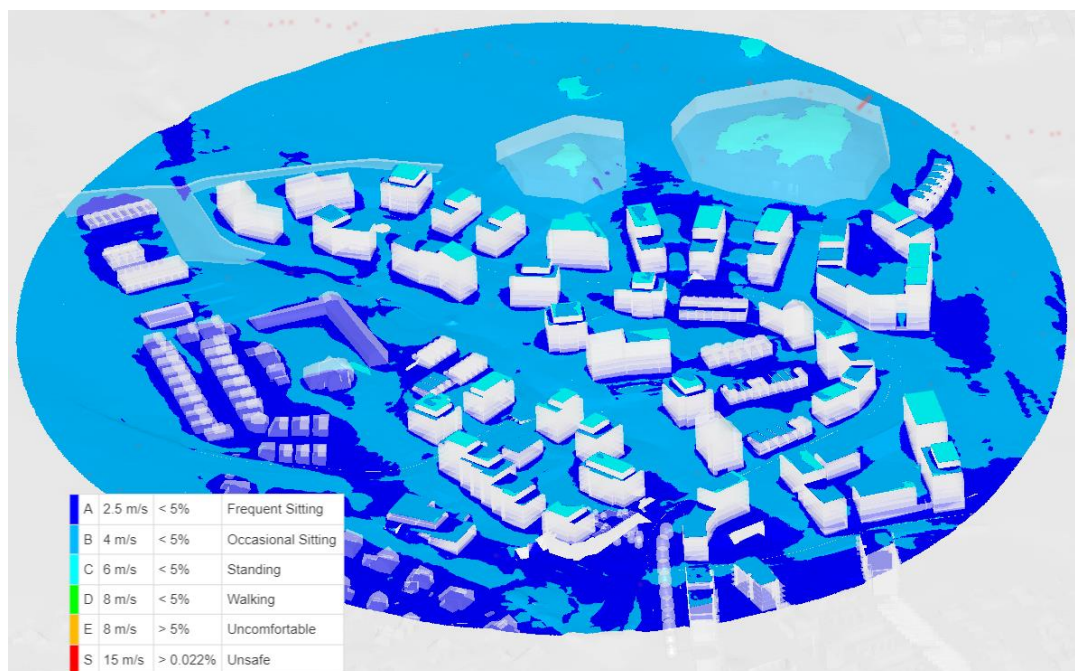 A 2.5 m/s < 5% Frequent Sitting
B 4 m/s < 5% Occasional Sitting
C 6 m/s < 5% Standing
D 8 m/s < 5% Walking
E 8 m/s > 5% Uncomfortable
S 15 m/s > 0.022% Unsafe